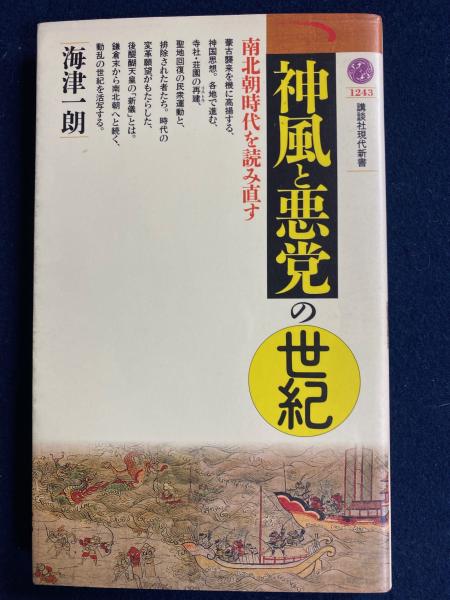 1243
講談社現代新書
神風と悪党の世紀
南北朝時代を読み直す
蒙古襲来を機に高揚する、
神国思想。各地で進む、
寺社・荘園の再建、
聖地回復の民衆運動と、
排除された者たち。時代の
変革願望がもたらした、
後醍醐天皇の「新儀」とは。
鎌倉末から南北朝へと続く、
動乱の世紀を活写する。
海津一朗